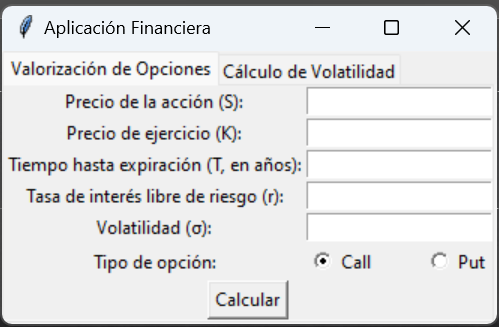 Aplicación Financiera
Valorización de Opciones Cálculo de Volatilidad
Precio de la acción (S):
Precio de ejercicio (K):
Tiempo hasta expiración (T, en años):
Tasa de interés libre de riesgo (r):
Volatilidad (σ):
Tipo de opción: Call Put
Calcular